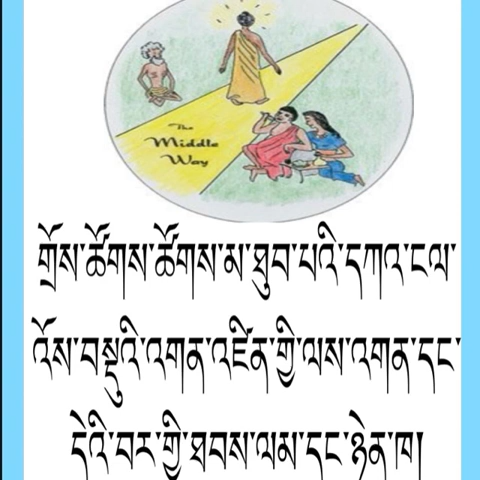 The
Middle
Way
གྲོས་ཚོགས་ཚོགས་མ་ཐུབ་པའི་དཀའ་ངལ་
འོས་བསྡུའི་འགན་འཛིན་གྱི་ལས་འགན་དང་
དེའི་བར་གྱི་ཐབས་ལམ་དང་ཉེན་ཁ།